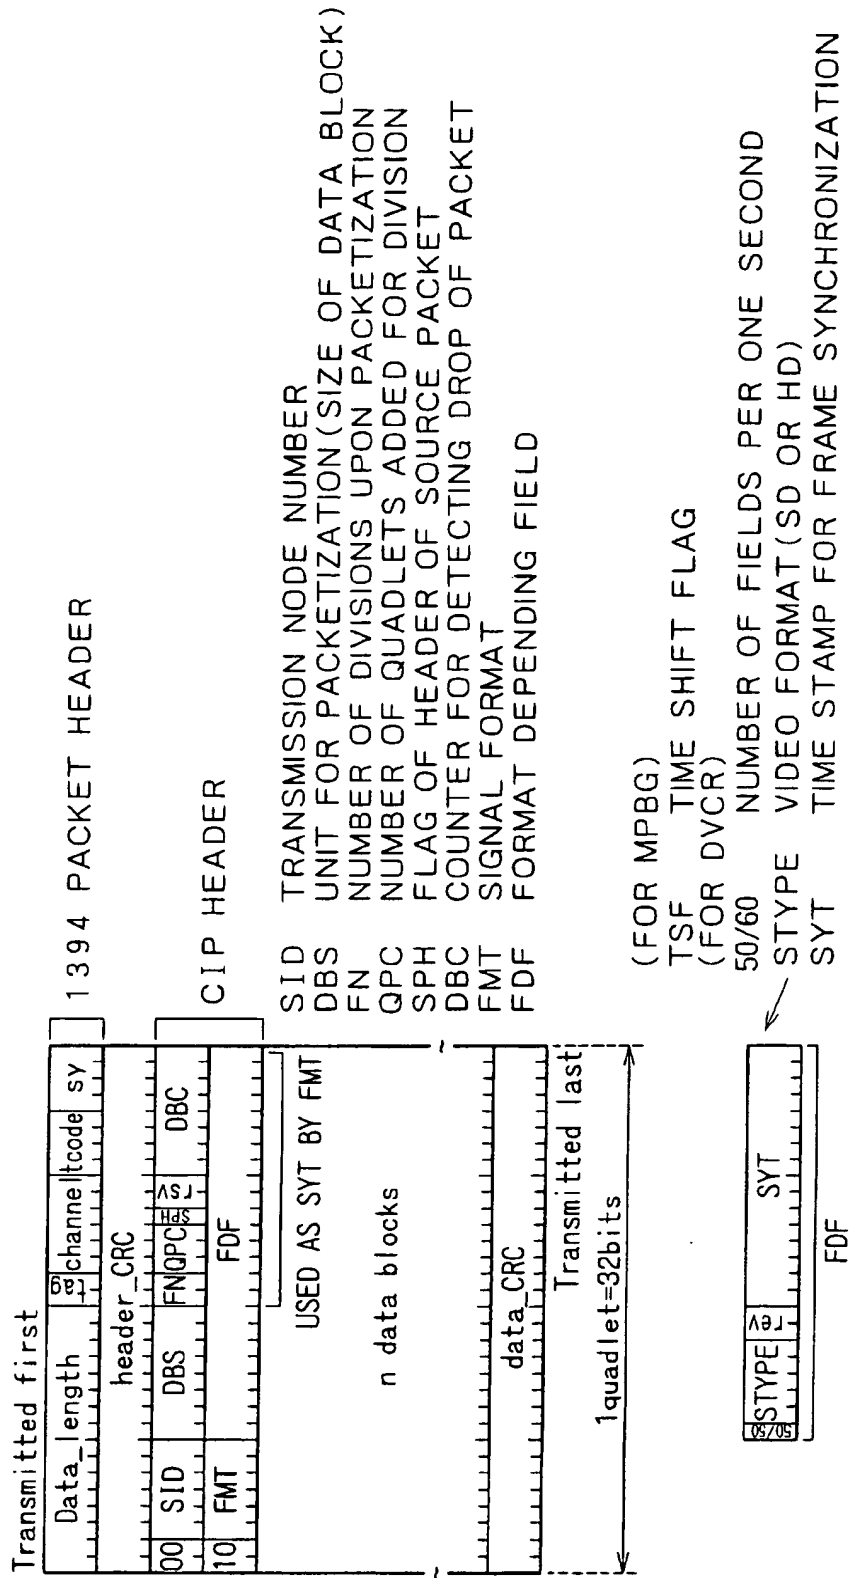 Transmitted first
Data_length tag channel tcode sy
header_CRC
00 SID DBS FN QPC SPH rsv DBC
10 FMT FDF
USED AS SYT BY FMT
n data blocks
data_CRC
Transmitted last
1quadlet=32bits
1394 PACKET HEADER
CIP HEADER
SID TRANSMISSION NODE NUMBER
DBS UNIT FOR PACKETIZATION(SIZE OF DATA BLOCK)
FN NUMBER OF DIVISIONS UPON PACKETIZATION
QPC NUMBER OF QUADLETS ADDED FOR DIVISION
SPH FLAG OF HEADER OF SOURCE PACKET
DBC COUNTER FOR DETECTING DROP OF PACKET
FMT SIGNAL FORMAT
FDF FORMAT DEPENDING FIELD
50/50 STYPE rev SYT
FDF
(FOR MPBG)
TSF TIME SHIFT FLAG
(FOR DVCR)
50/60 NUMBER OF FIELDS PER ONE SECOND
STYPE VIDEO FORMAT(SD OR HD)
SYT TIME STAMP FOR FRAME SYNCHRONIZATION